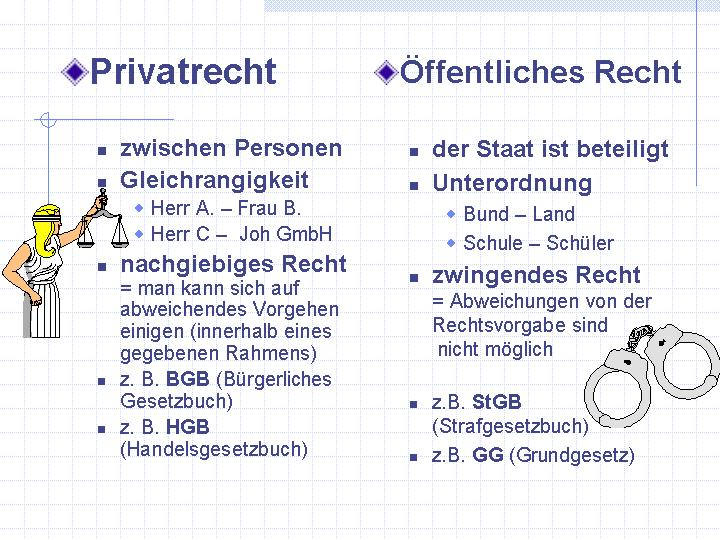 Privatrecht
zwischen Personen
Gleichrangigkeit
Herr A. – Frau B.
Herr C – Joh GmbH
nachgiebiges Recht
= man kann sich auf
abweichendes Vorgehen
einigen (innerhalb eines
gegebenen Rahmens)
z. B. BGB (Bürgerliches
Gesetzbuch)
z. B. HGB
(Handelsgesetzbuch)
Öffentliches Recht
der Staat ist beteiligt
Unterordnung
Bund – Land
Schule – Schüler
zwingendes Recht
= Abweichungen von der
Rechtsvorgabe sind
nicht möglich
z.B. StGB
(Strafgesetzbuch)
z.B. GG (Grundgesetz)